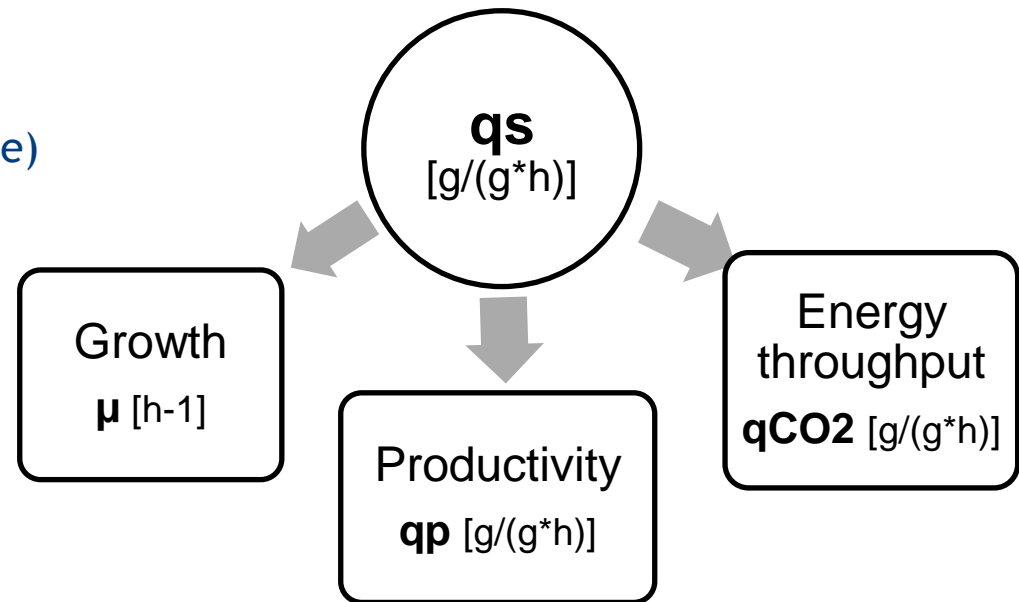 e)
qs
[g/(g*h)]
Growth
µ [h-1]
Productivity
qp [g/(g*h)]
Energy
throughput
qCO2 [g/(g*h)]